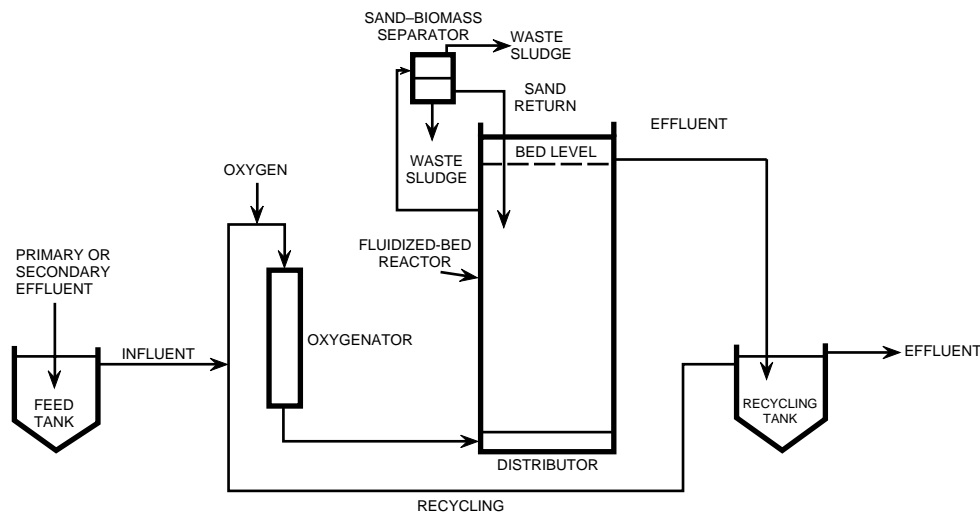 SAND–BIOMASS
SEPARATOR
WASTE
SLUDGE
SAND
RETURN
EFFLUENT
BED LEVEL
WASTE
SLUDGE
OXYGEN
FLUIDIZED-BED
REACTOR
PRIMARY OR
SECONDARY
EFFLUENT
OXYGENATOR
INFLUENT
EFFLUENT
FEED
TANK
RECYCLING
TANK
DISTRIBUTOR
RECYCLING